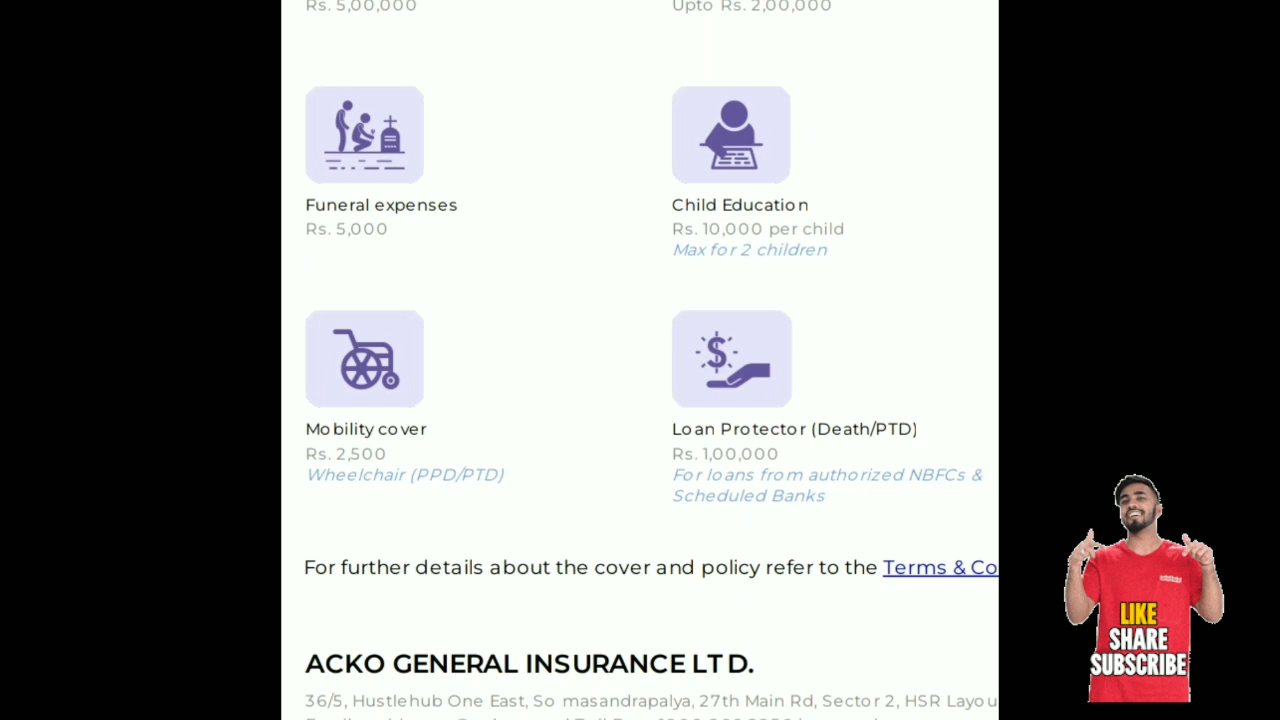 Rs. 5,00,000
Upto Rs. 2,00,000
Funeral expenses
Rs. 5,000
Child Education
Rs. 10,000 per child
Max for 2 children
Mobility cover
Rs. 2,500
Wheelchair (PPD/PTD)
Loan Protector (Death/PTD)
Rs. 1,00,000
For loans from authorized NBFCs &
Scheduled Banks
For further details about the cover and policy refer to the Terms & Co
ACKO GENERAL INSURANCE LTD.
36/5, Hustlehub One East, Somasandrapalya, 27th Main Rd, Sector 2, HSR Layou
LIKE
SHARE
SUBSCRIBE